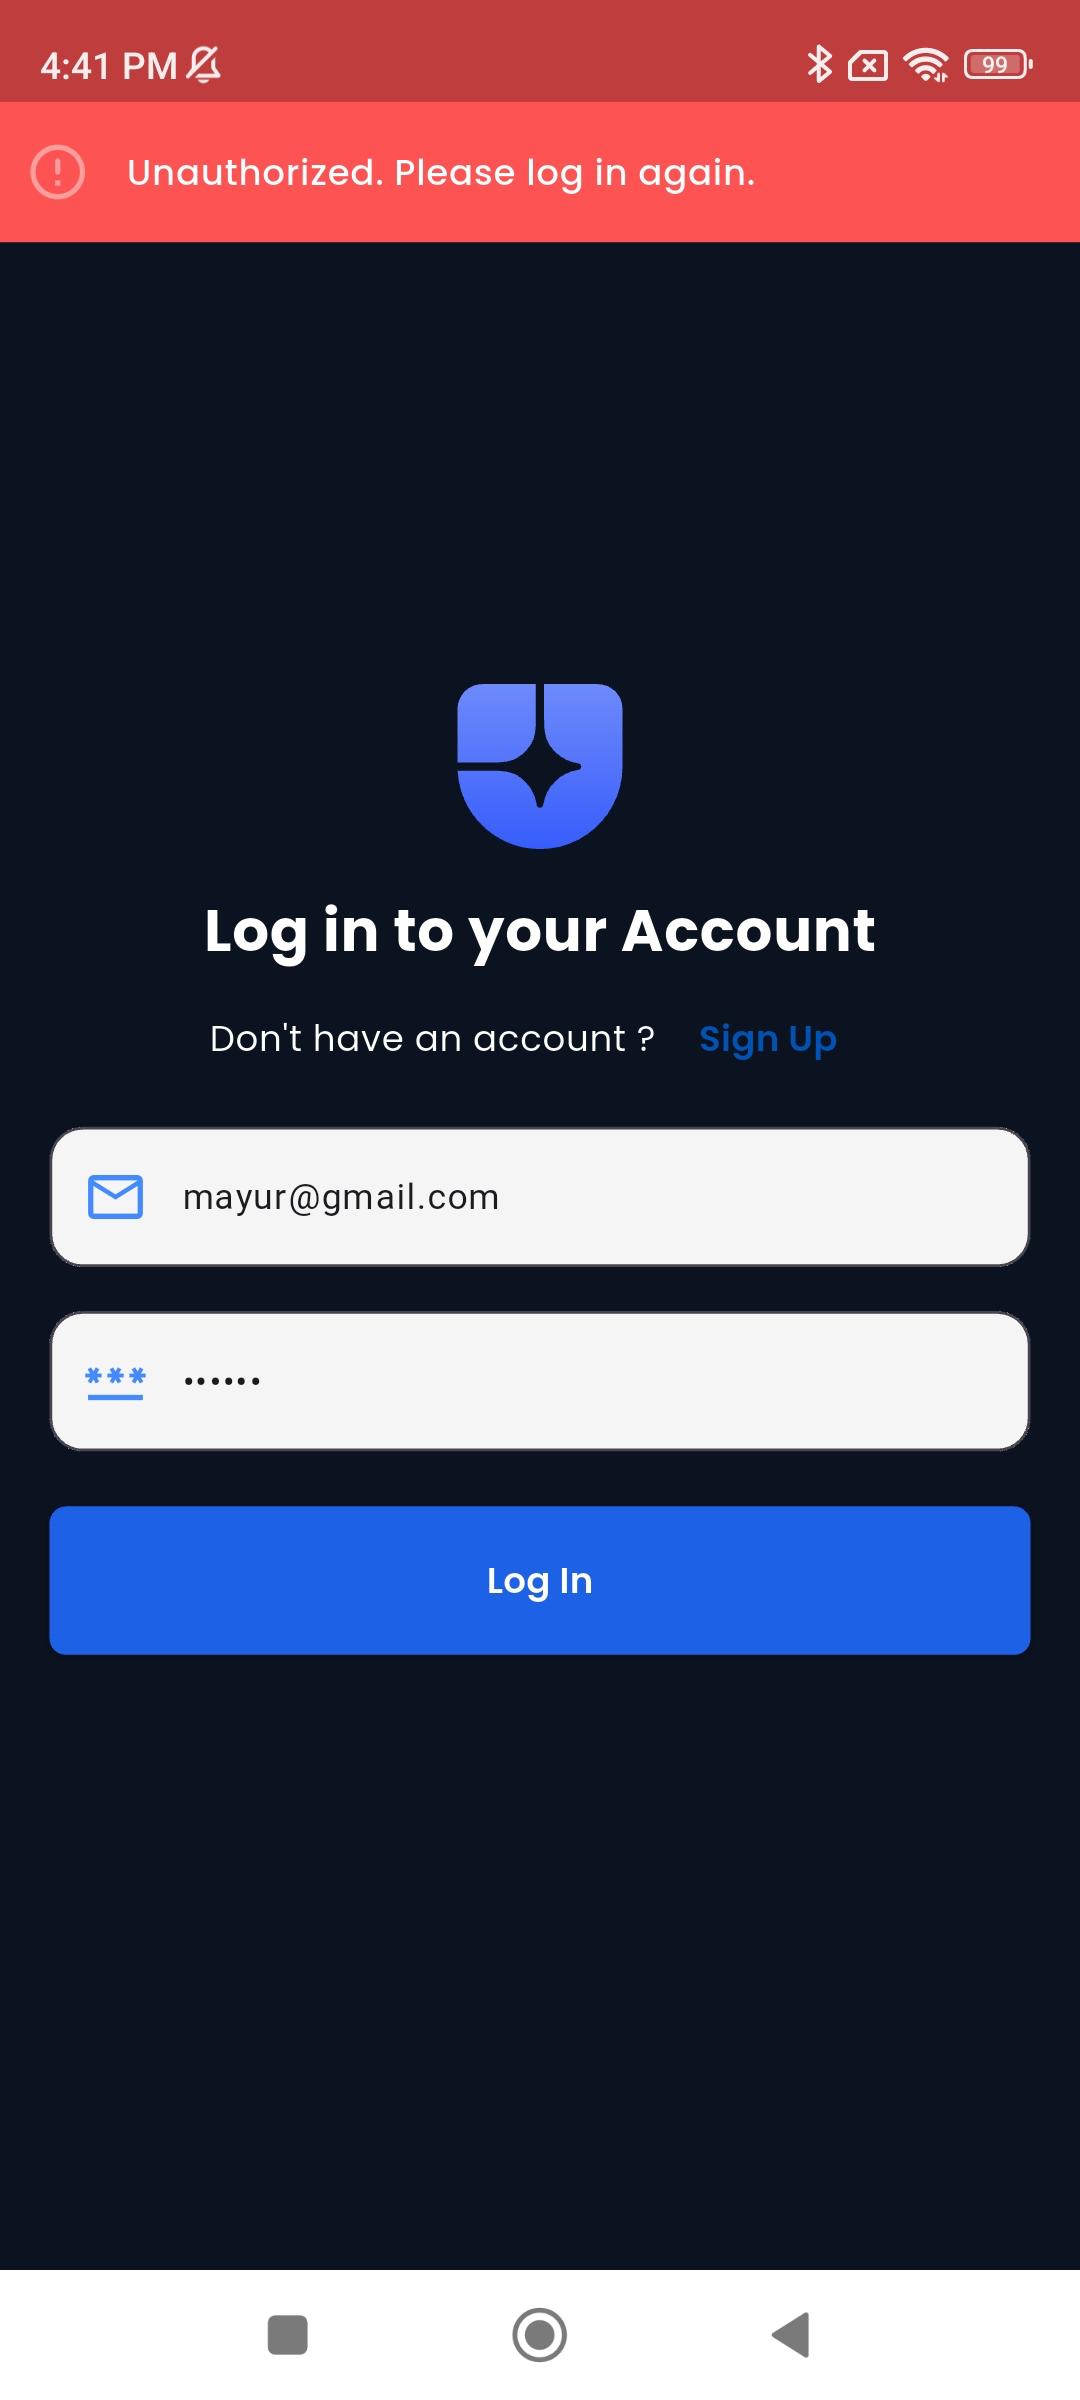 4:41 PM
99
Unauthorized. Please log in again.
Log in to your Account
Don't have an account ? Sign Up
mayur@gmail.com
***
••••••
Log In